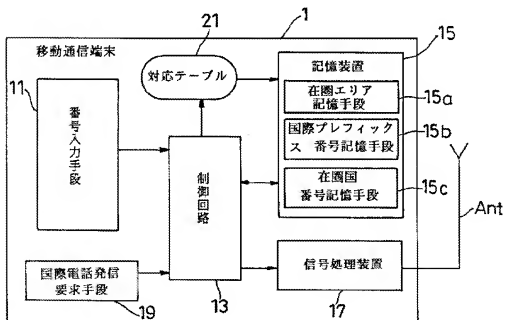 21
1
移動通信端末
15
11
対応テーブル
記憶装置
在圏エリア
記憶手段
15a
番号入力手段
国際プレフィック
ス 番号記憶手段
15b
制御回路
在圏国
番号記憶手段
15c
Ant
国際電話発信
要求手段
信号処理装置
19
13
17